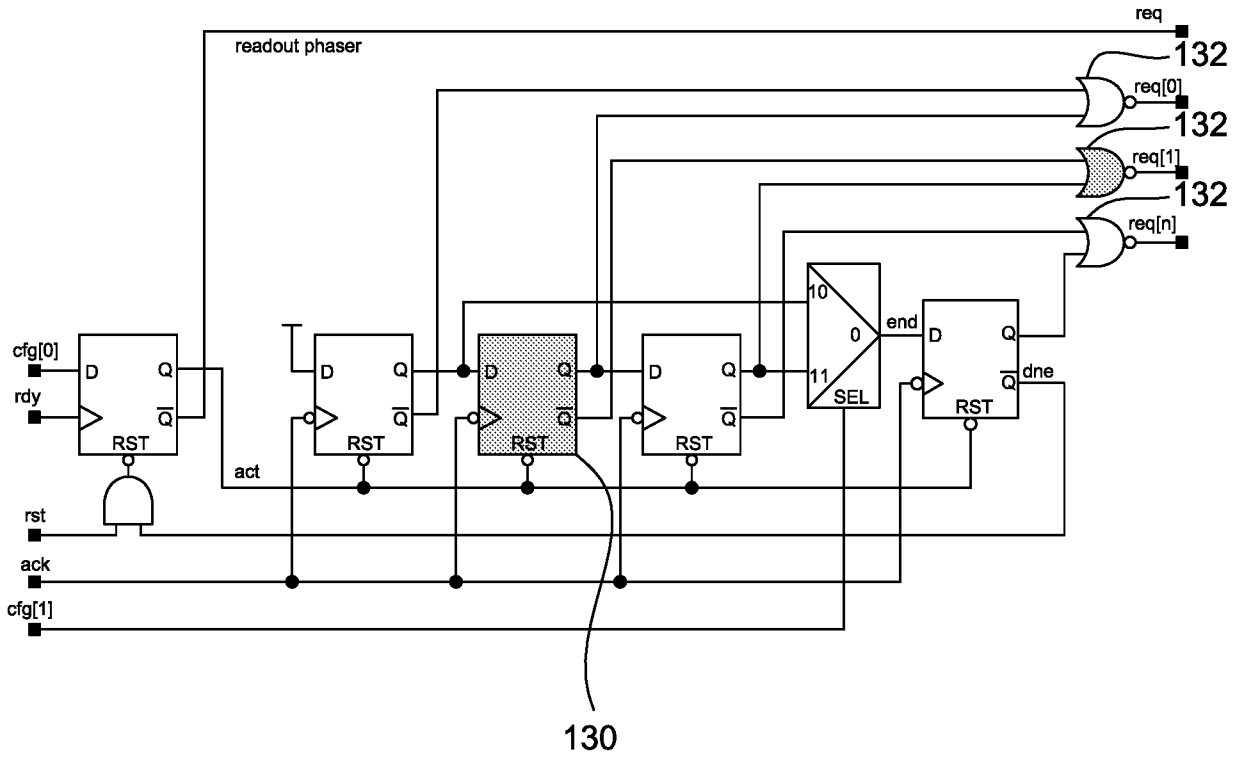 req
readout phaser
132
req[0]
132
req[1]
132
req[n]
10
0
end
D
Q
11
SEL
Q̅
dne
RST
cfg[0]
D
Q
D
Q
D
Q
D
Q
rdy
Q̅
Q̅
Q̅
Q̅
RST
RST
RST
RST
act
rst
ack
cfg[1]
130